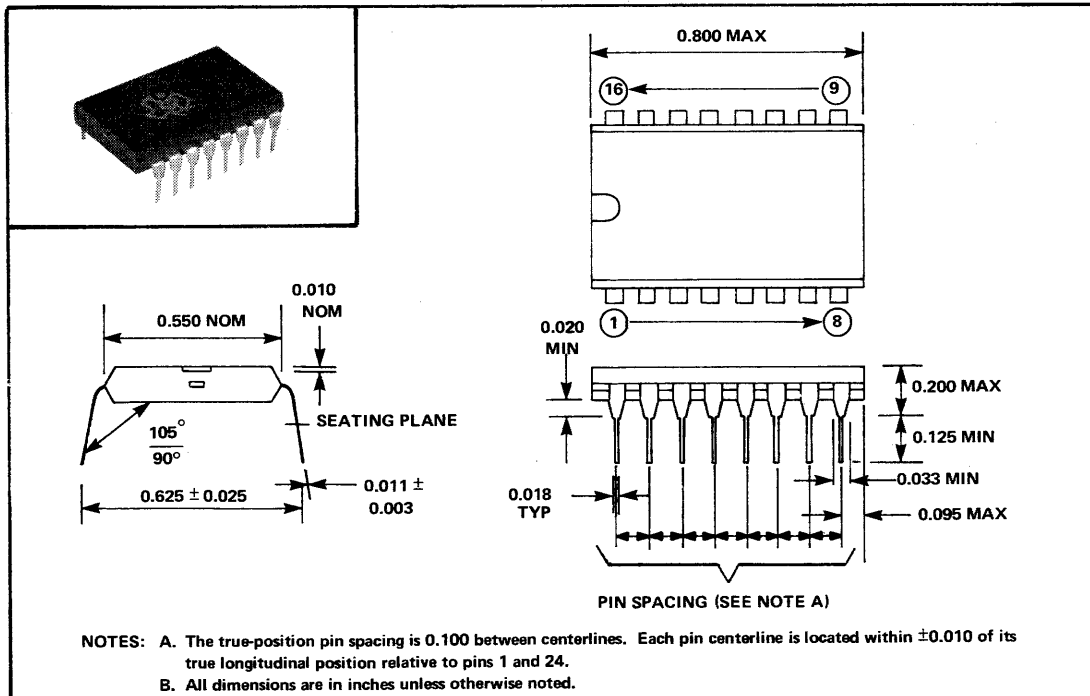 0.800 MAX
16
9
1
8
0.010
NOM
0.550 NOM
SEATING PLANE
105°
90°
0.625 ± 0.025
0.011 ±
0.003
0.020
MIN
0.200 MAX
0.125 MIN
0.033 MIN
0.018
TYP
0.095 MAX
PIN SPACING (SEE NOTE A)
NOTES: A. The true-position pin spacing is 0.100 between centerlines. Each pin centerline is located within ±0.010 of its
true longitudinal position relative to pins 1 and 24.
B. All dimensions are in inches unless otherwise noted.